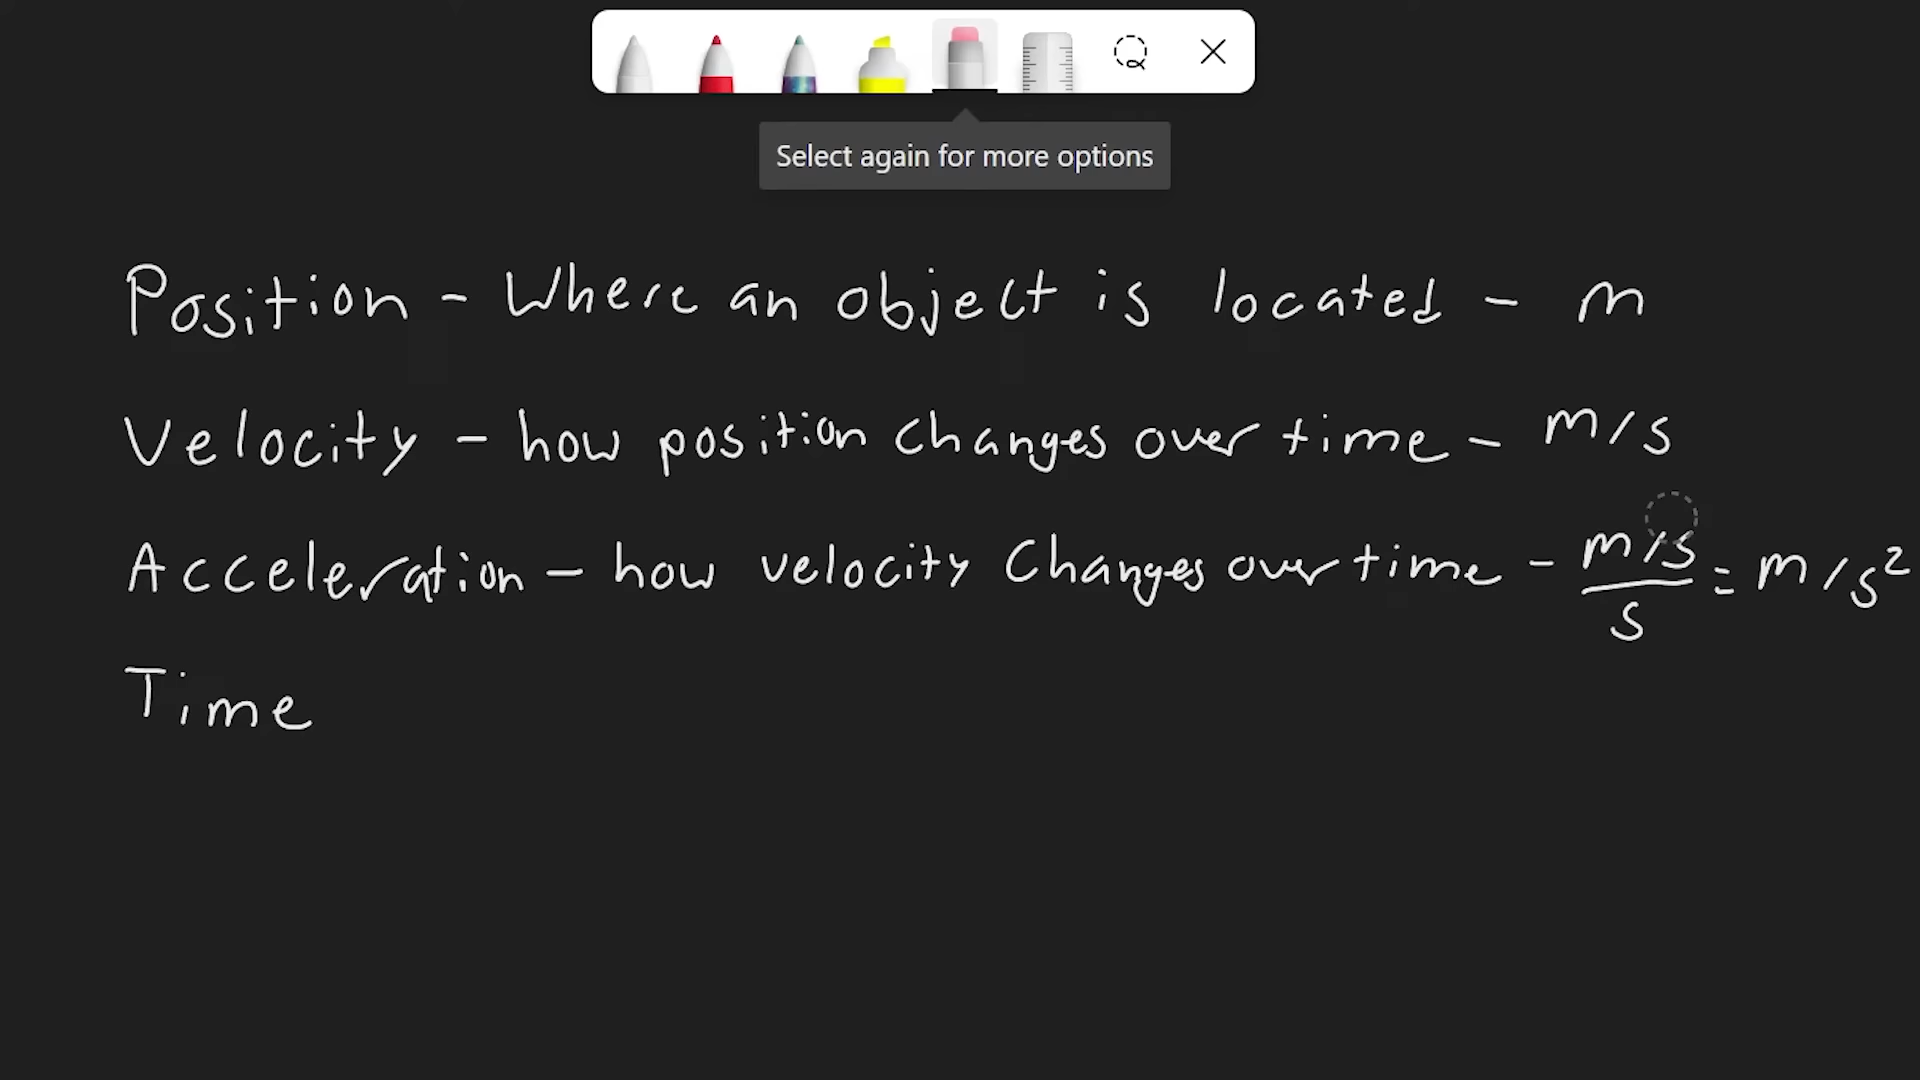 Select again for more options
Position - Where an object is located - m
Velocity - how position changes over time - m/s
Acceleration - how velocity Changes over time - m/s / s = m/s²
Time